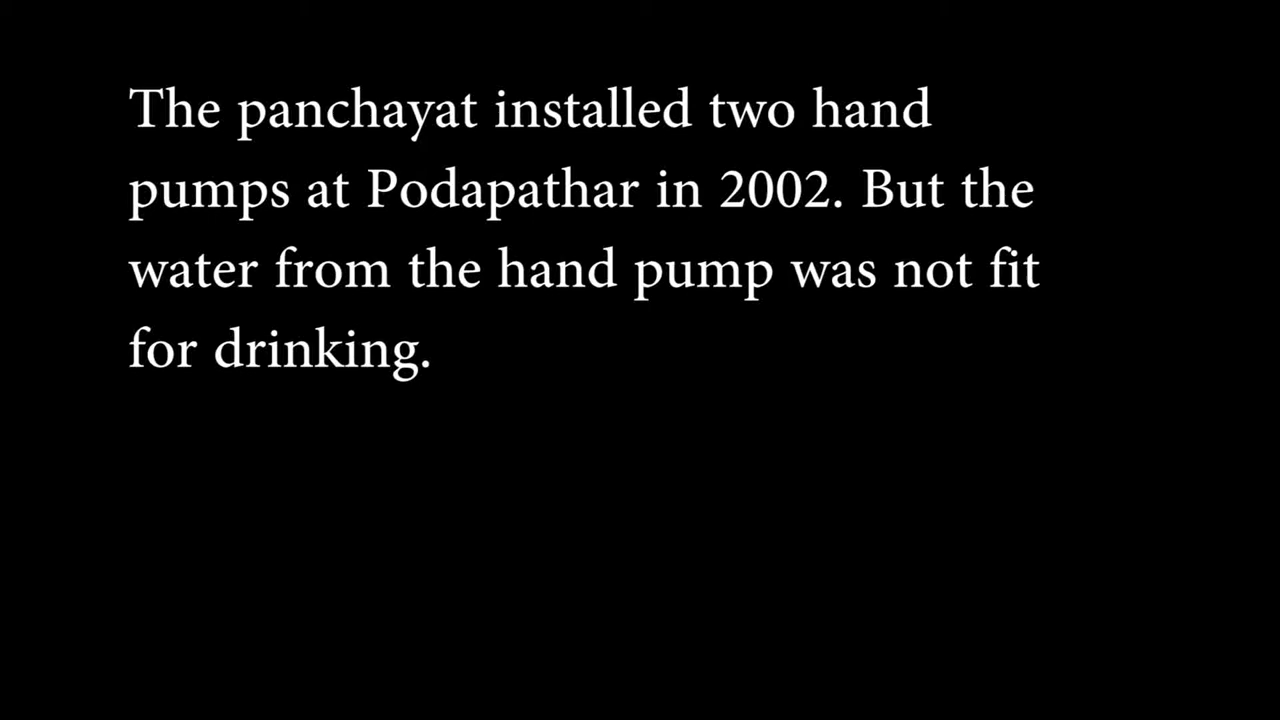 The panchayat installed two hand
pumps at Podapathar in 2002. But the
water from the hand pump was not fit
for drinking.